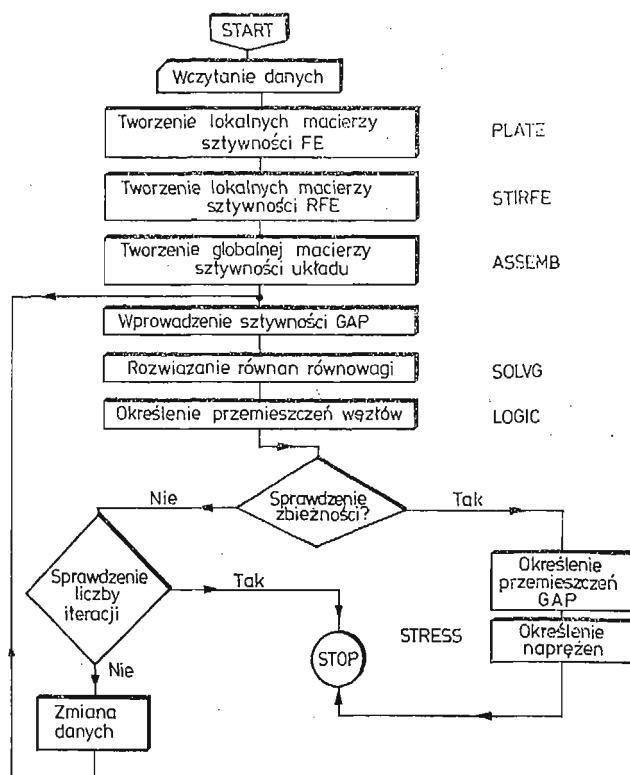 START
Wczytanie danych
Tworzenie lokalnych macierzy
sztywności FE
PLATE
Tworzenie lokalnych macierzy
sztywności RFE
STIRFE
Tworzenie globalnej macierzy
sztywności układu
ASSEMB
Wprowadzenie sztywności GAP
Rozwiązanie równan równowagi
SOLVG
Określenie przemieszczeń węzłów
LOGIC
Sprawdzenie
zbieżności?
Nie
Tak
Sprawdzenie
liczby
iteracji
Tak
Nie
Określenie
przemieszczeń
GAP
Określenie
naprężen
STRESS
STOP
Zmiana
danych